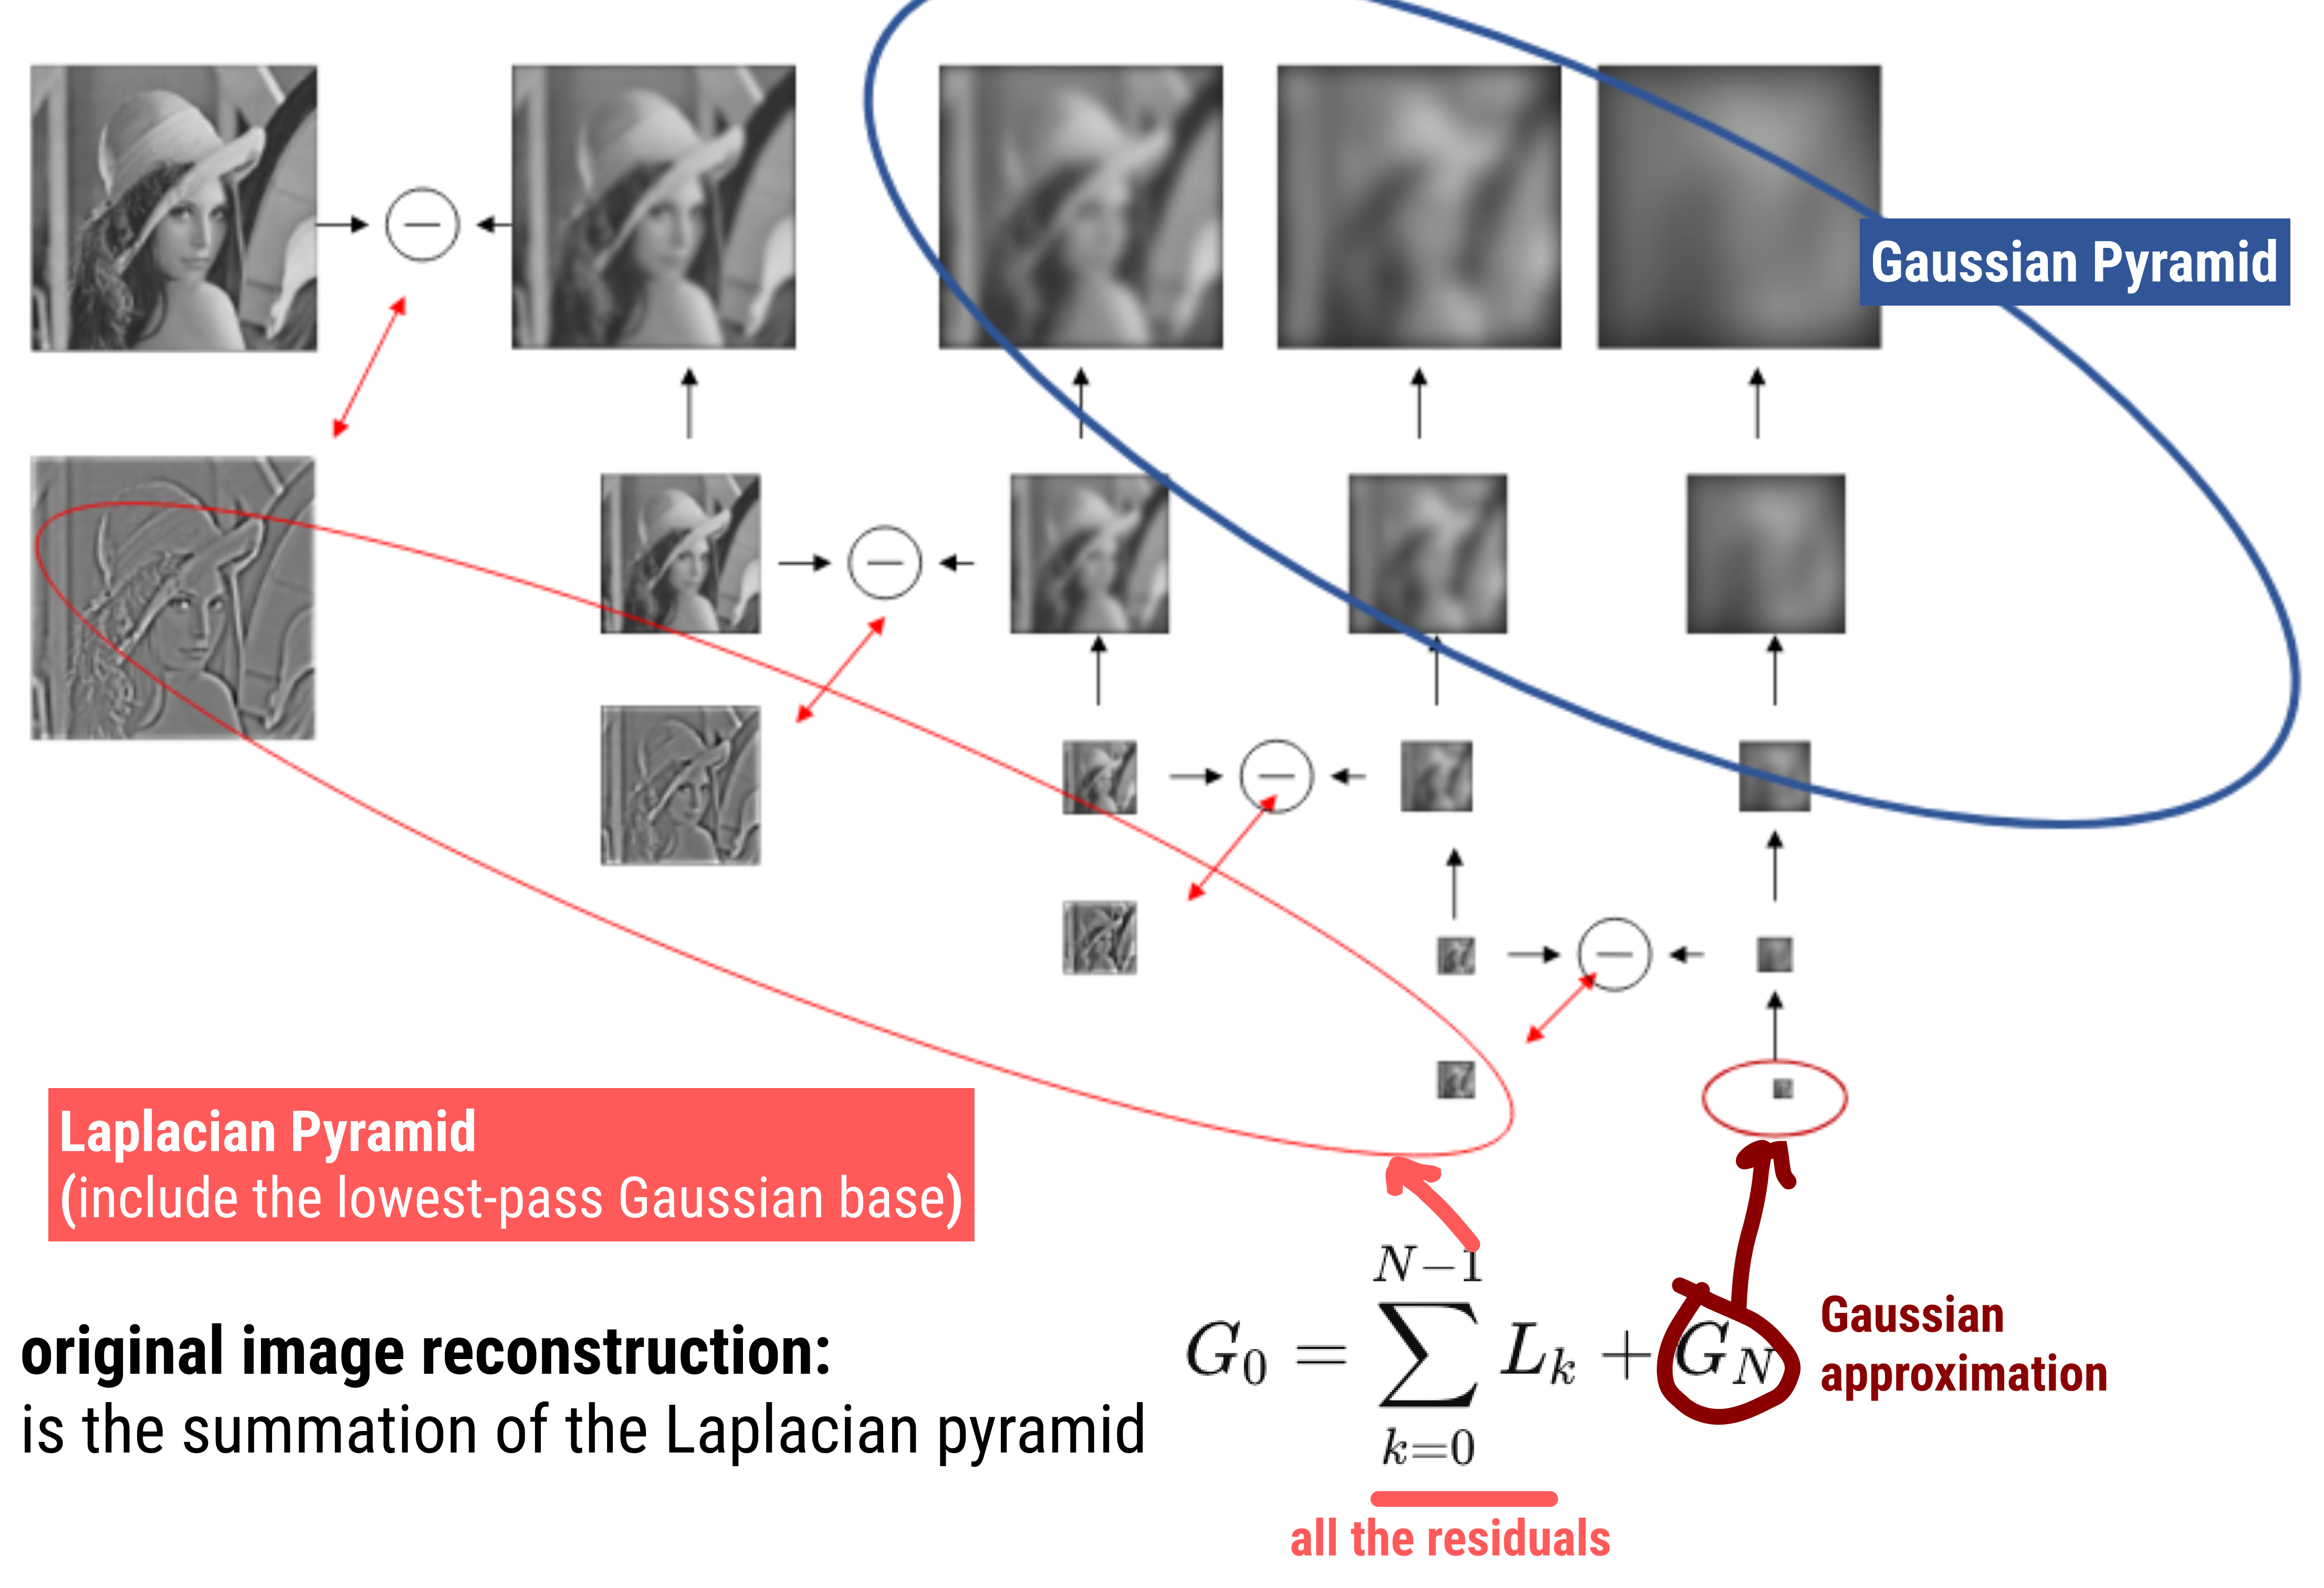 Gaussian Pyramid
Laplacian Pyramid
(include the lowest-pass Gaussian base)
original image reconstruction:
is the summation of the Laplacian pyramid
$G_0 = \sum_{k=0}^{N-1} L_k + G_N$
Gaussian
approximation
all the residuals